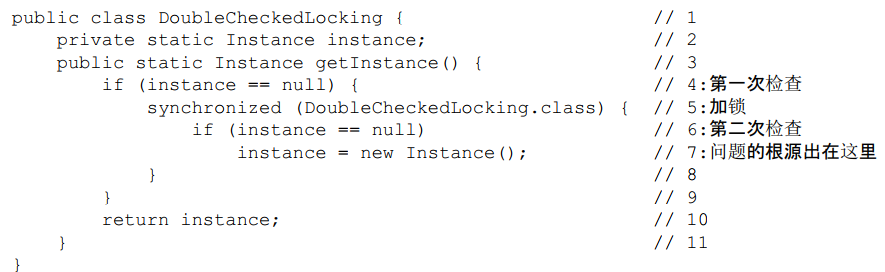 public class DoubleCheckedLocking { // 1
    private static Instance instance; // 2
    public static Instance getInstance() { // 3
        if (instance == null) { // 4:第一次检查
            synchronized (DoubleCheckedLocking.class) { // 5:加锁
                if (instance == null) // 6:第二次检查
                    instance = new Instance(); // 7:问题的根源出在这里
            } // 8
        } // 9
        return instance; // 10
    } // 11
}